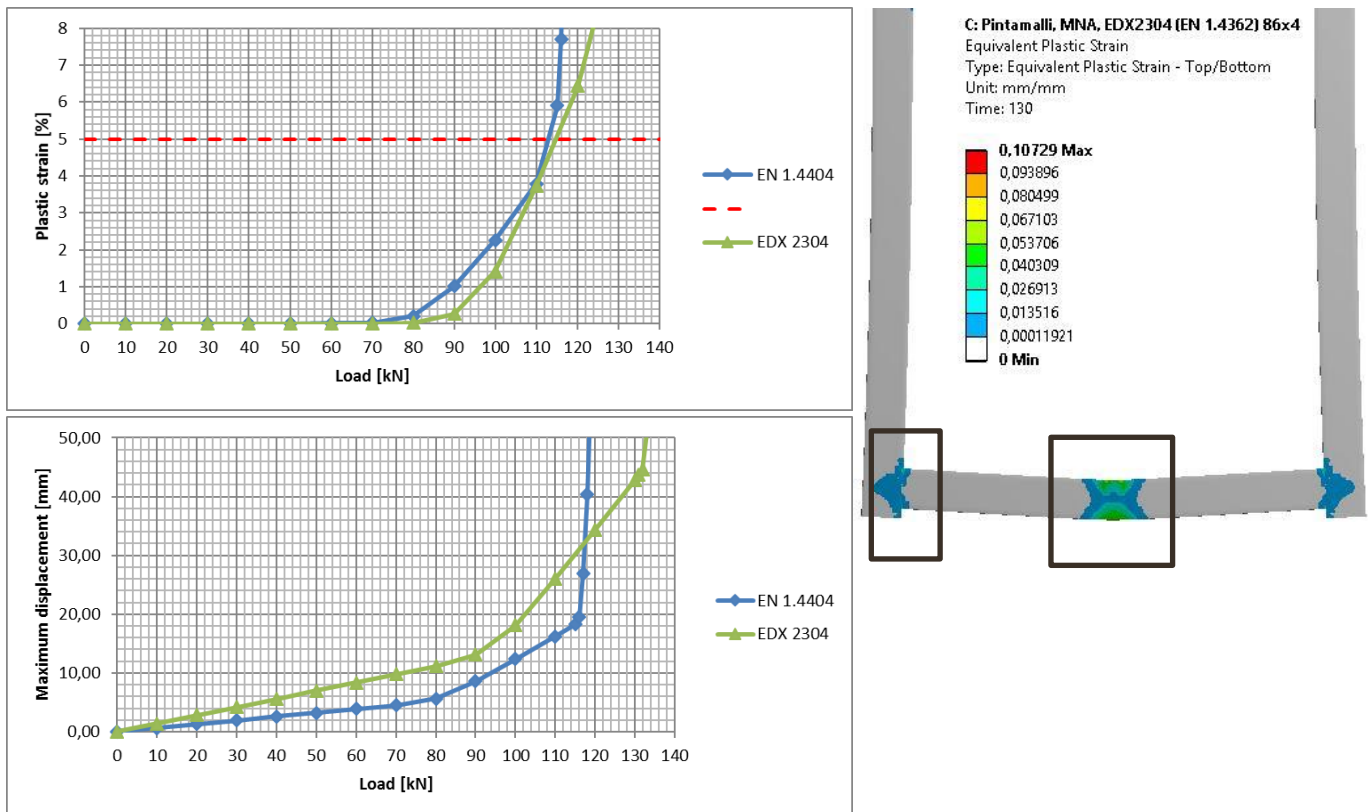 8
7
6
5
4
3
2
1
0
Plastic strain [%]
0 10 20 30 40 50 60 70 80 90 100 110 120 130 140
Load [kN]
EN 1.4404
EDX 2304
50,00
40,00
30,00
20,00
10,00
0,00
Maximum displacement [mm]
0 10 20 30 40 50 60 70 80 90 100 110 120 130 140
Load [kN]
EN 1.4404
EDX 2304
C: Pintamalli, MNA, EDX2304 (EN 1.4362) 86x4
Equivalent Plastic Strain
Type: Equivalent Plastic Strain - Top/Bottom
Unit: mm/mm
Time: 130
0,10729 Max
0,093896
0,080499
0,067103
0,053706
0,040309
0,026913
0,013516
0,00011921
0 Min